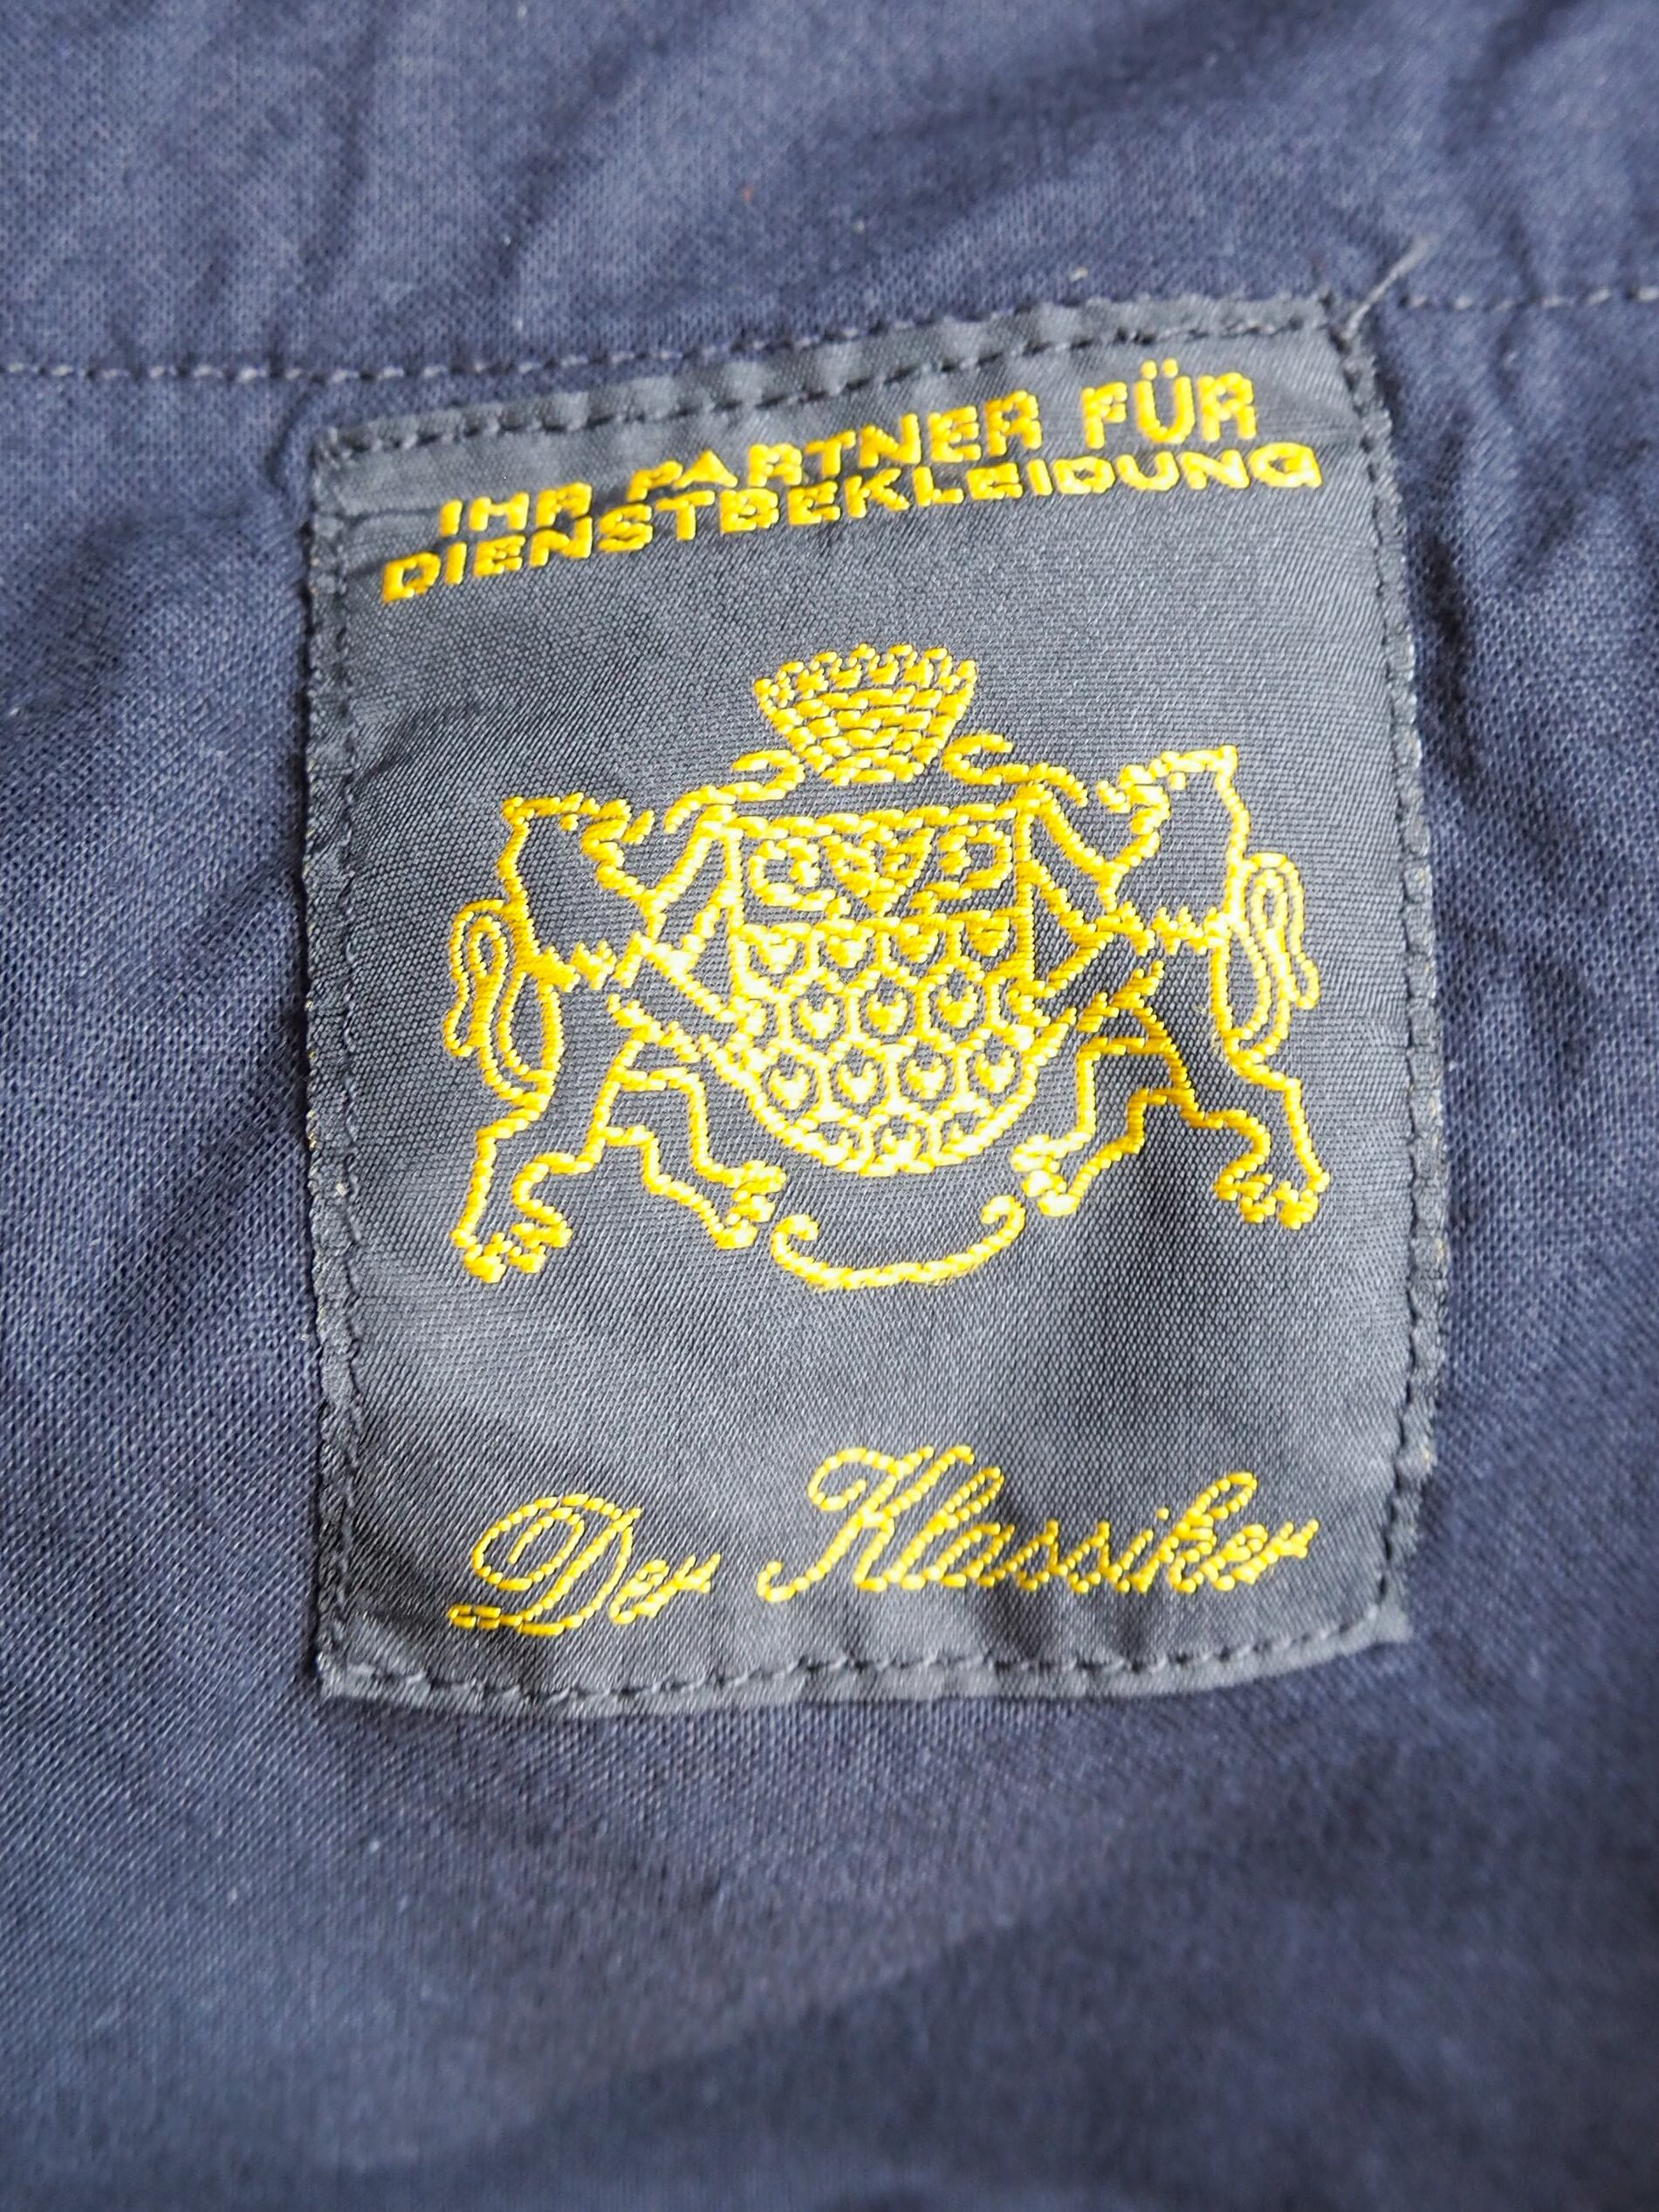 IHR PARTNER FÜR
DIENSTBEKLEIDUNG
Der Klassiker